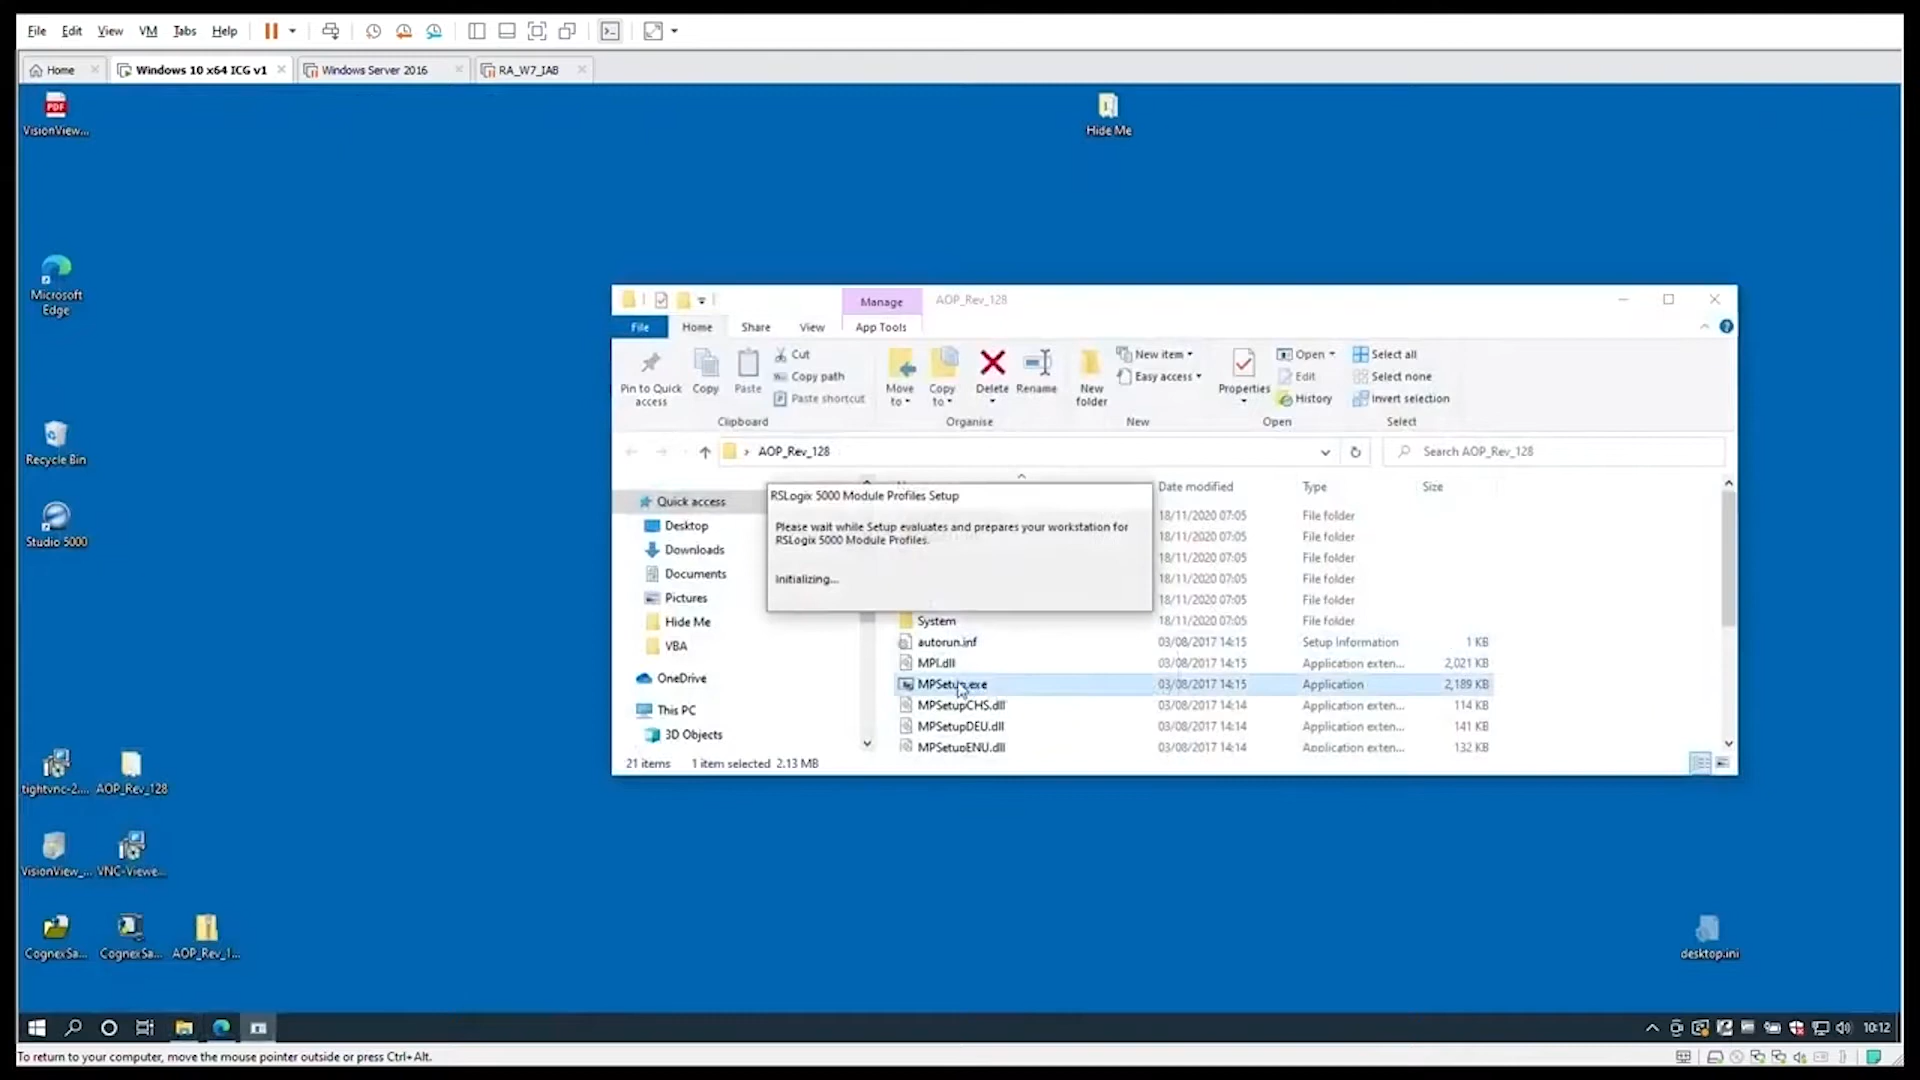 File Edit View VM Tabs Help
Home Windows 10 x64 ICG v1 Windows Server 2016 RA_W7_IAB
VisionView...
Hide Me
Microsoft
Edge
Recycle Bin
Studio 5000
tightvnc-2.... AOP_Rev_128
VisionView_... VNC-Viewe...
CognexSa... CognexSa... AOP_Rev_1...
desktop.ini
Manage AOP_Rev_128
File Home Share View App Tools
Pin to Quick
access
Copy
Paste
Cut
Copy path
Paste shortcut
Clipboard
Move
to
Copy
to
Delete
Rename
Organise
New
folder
New item
Easy access
New
Properties
Open
Edit
History
Open
Select all
Select none
Invert selection
Select
AOP_Rev_128
Search AOP_Rev_128
Quick access
Desktop
Downloads
Documents
Pictures
Hide Me
VBA
OneDrive
This PC
3D Objects
Date modified Type Size
18/11/2020 07:05 File folder
18/11/2020 07:05 File folder
18/11/2020 07:05 File folder
18/11/2020 07:05 File folder
18/11/2020 07:05 File folder
System 18/11/2020 07:05 File folder
autorun.inf 03/08/2017 14:15 Setup Information 1 KB
MPI.dll 03/08/2017 14:15 Application exten... 2,021 KB
MPSetup.exe 03/08/2017 14:15 Application 2,189 KB
MPSetupCHS.dll 03/08/2017 14:14 Application exten... 114 KB
MPSetupDEU.dll 03/08/2017 14:14 Application exten... 141 KB
MPSetupENU.dll 03/08/2017 14:14 Application exten... 132 KB
RSLogix 5000 Module Profiles Setup
Please wait while Setup evaluates and prepares your workstation for
RSLogix 5000 Module Profiles.
Initializing...
21 items 1 item selected 2.13 MB
10:12
To return to your computer, move the mouse pointer outside or press Ctrl+Alt.